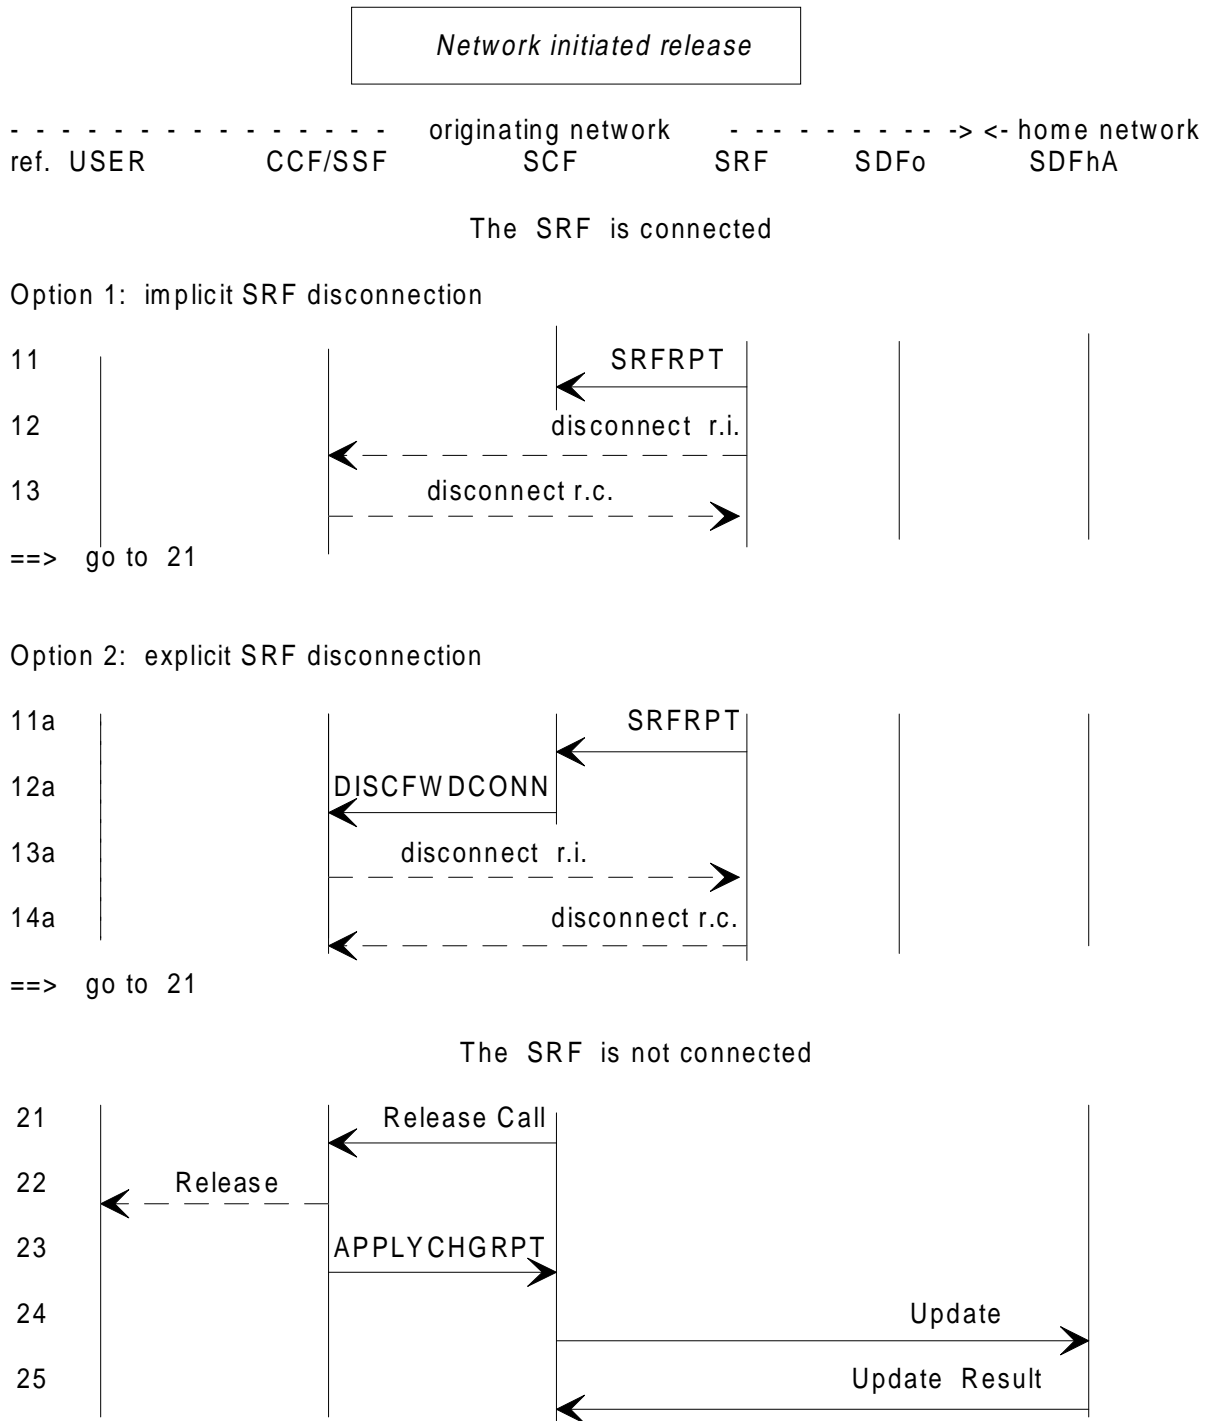 Network initiated release
- - - - - - - - - - - - - - - originating network - - - - - - - - - -> <- home network
ref. USER CCF/SSF SCF SRF SDFo SDFhA
The SRF is connected
Option 1: implicit SRF disconnection
11 SRFRPT
12 disconnect r.i.
13 disconnect r.c.
==> go to 21
Option 2: explicit SRF disconnection
11a SRFRPT
12a DISCFWDCONN
13a disconnect r.i.
14a disconnect r.c.
==> go to 21
The SRF is not connected
21 Release Call
22 Release
23 APPLYCHGRPT
24 Update
25 Update Result